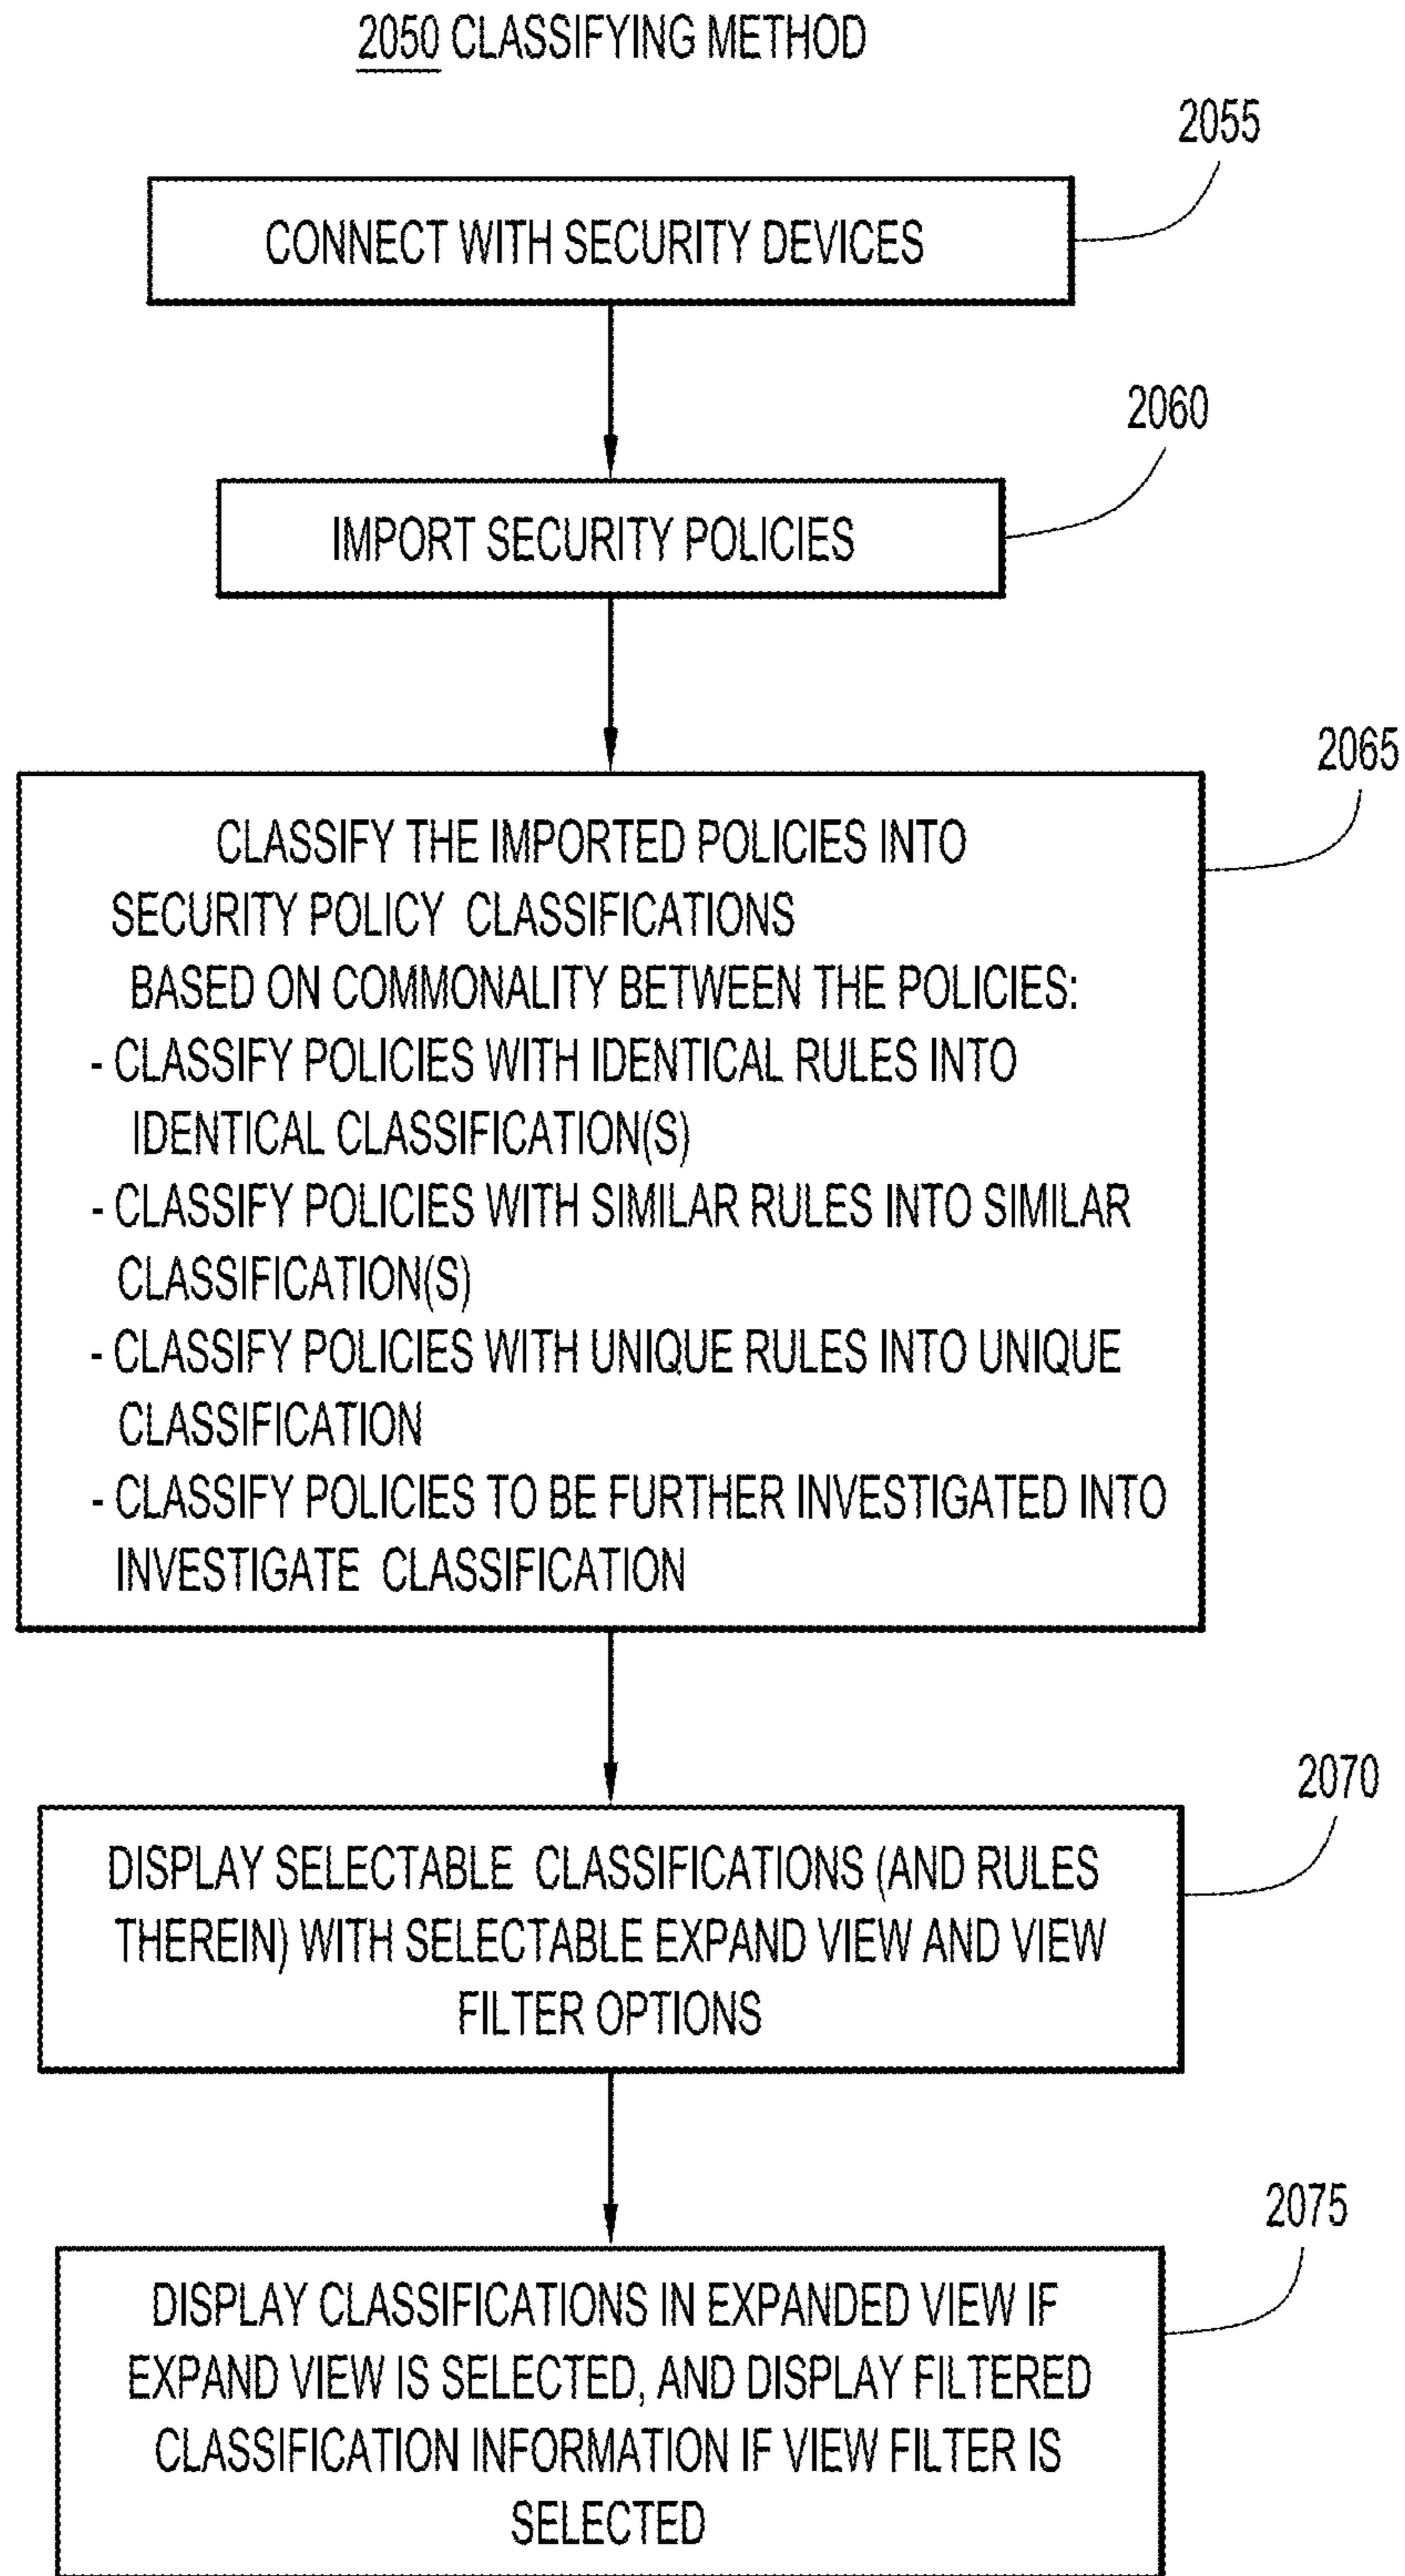 2050 CLASSIFYING METHOD
2055
CONNECT WITH SECURITY DEVICES
2060
IMPORT SECURITY POLICIES
2065
CLASSIFY THE IMPORTED POLICIES INTO
SECURITY POLICY CLASSIFICATIONS
BASED ON COMMONALITY BETWEEN THE POLICIES:
- CLASSIFY POLICIES WITH IDENTICAL RULES INTO
IDENTICAL CLASSIFICATION(S)
- CLASSIFY POLICIES WITH SIMILAR RULES INTO SIMILAR
CLASSIFICATION(S)
- CLASSIFY POLICIES WITH UNIQUE RULES INTO UNIQUE
CLASSIFICATION
- CLASSIFY POLICIES TO BE FURTHER INVESTIGATED INTO
INVESTIGATE CLASSIFICATION
2070
DISPLAY SELECTABLE CLASSIFICATIONS (AND RULES
THEREIN) WITH SELECTABLE EXPAND VIEW AND VIEW
FILTER OPTIONS
2075
DISPLAY CLASSIFICATIONS IN EXPANDED VIEW IF
EXPAND VIEW IS SELECTED, AND DISPLAY FILTERED
CLASSIFICATION INFORMATION IF VIEW FILTER IS
SELECTED